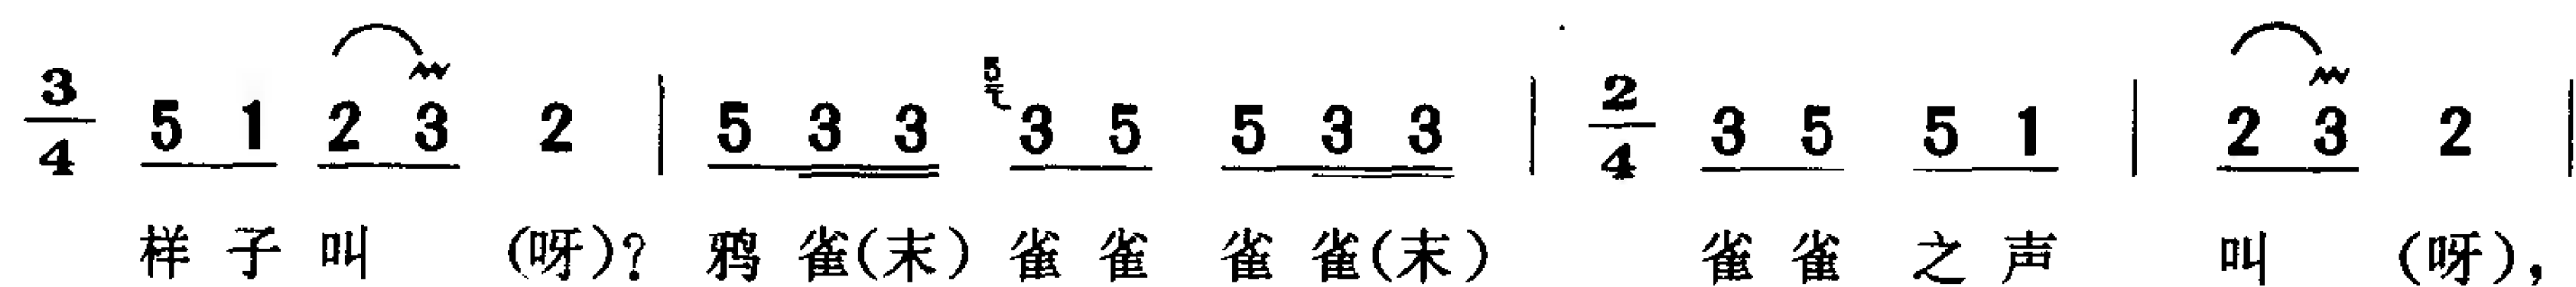 3/4 5 1 2 3 2 | 5 3 3 5 3 5 5 3 3 | 2/4 3 5 5 1 | 2 3 2 |
样子叫 (呀)? 鸦雀(末)雀雀 雀雀(末) 雀雀之声 叫 (呀),